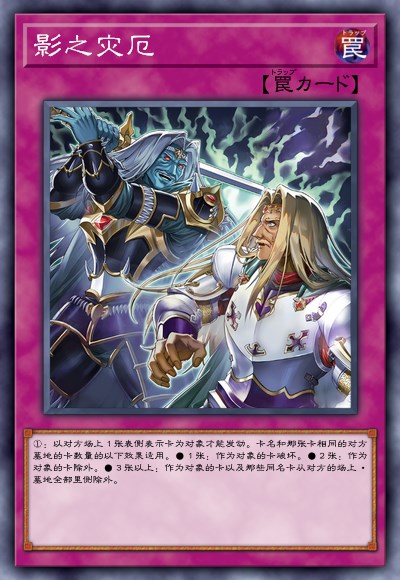 影之灾厄
トラップ
罠
トラップ
【罠カード】
①：以对方场上1张表侧表示卡为对象才能发动。卡名和那张卡相同的对方
墓地的卡数量的以下效果适用。●1张：作为对象的卡破坏。●2张：作为
对象的卡除外。●3张以上：作为对象的卡以及那些同名卡从对方的场上·
墓地全部里侧除外。